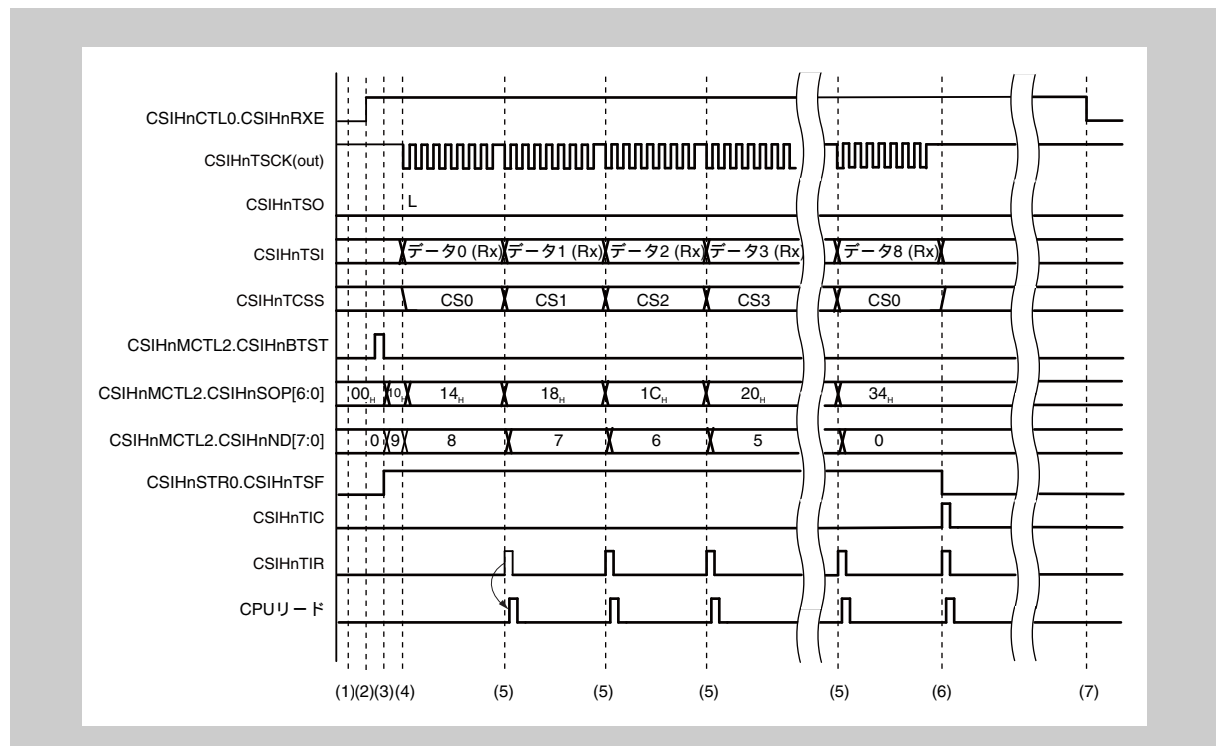 CSIHnCTL0.CSIHnRXE
CSIHnTSCK(out)
CSIHnTSO
L
CSIHnTSI
データ0 (Rx) データ1 (Rx) データ2 (Rx) データ3 (Rx) データ8 (Rx)
CSIHnTCSS
CS0 CS1 CS2 CS3 CS0
CSIHnMCTL2.CSIHnBTST
CSIHnMCTL2.CSIHnSOP[6:0]
00H 10H 14H 18H 1CH 20H 34H
CSIHnMCTL2.CSIHnND[7:0]
0 9 8 7 6 5 0
CSIHnSTR0.CSIHnTSF
CSIHnTIC
CSIHnTIR
CPUリード
(1)(2)(3)(4) (5) (5) (5) (5) (6) (7)